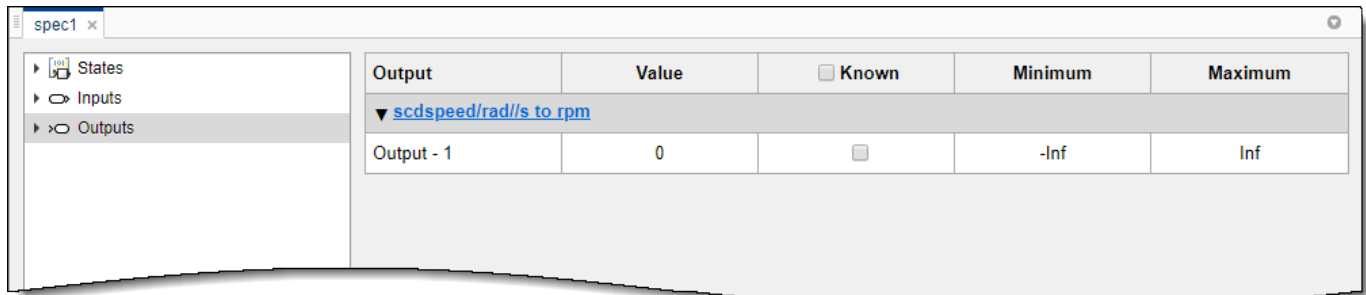 spec1
States
Inputs
Outputs
Output Value Known Minimum Maximum
scdspeed/rad//s to rpm
Output - 1 0 -Inf Inf